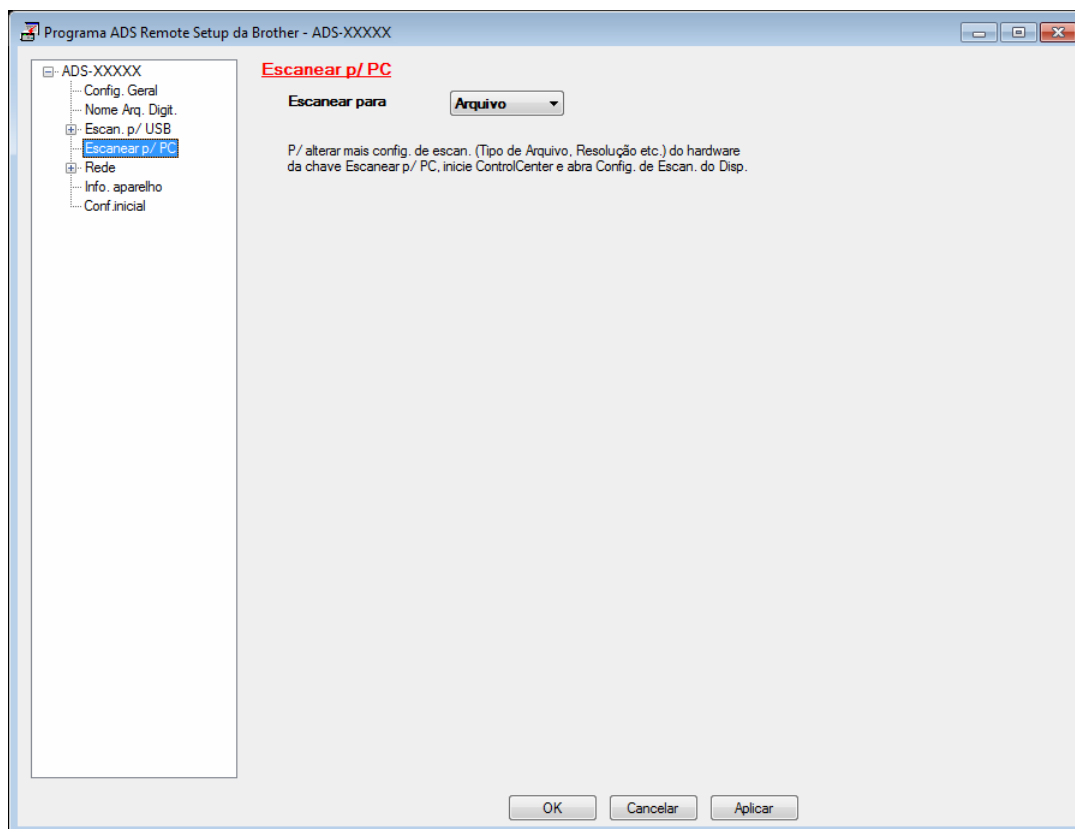 Programa ADS Remote Setup da Brother - ADS-XXXXX
ADS-XXXXX
Config. Geral
Nome Arq. Digit.
Escan. p/ USB
Escanear p/ PC
Rede
Info. aparelho
Conf.inicial
Escanear p/ PC
Escanear para
Arquivo
P/ alterar mais config. de escan. (Tipo de Arquivo, Resolução etc.) do hardware
da chave Escanear p/ PC, inicie ControlCenter e abra Config. de Escan. do Disp.
OK
Cancelar
Aplicar